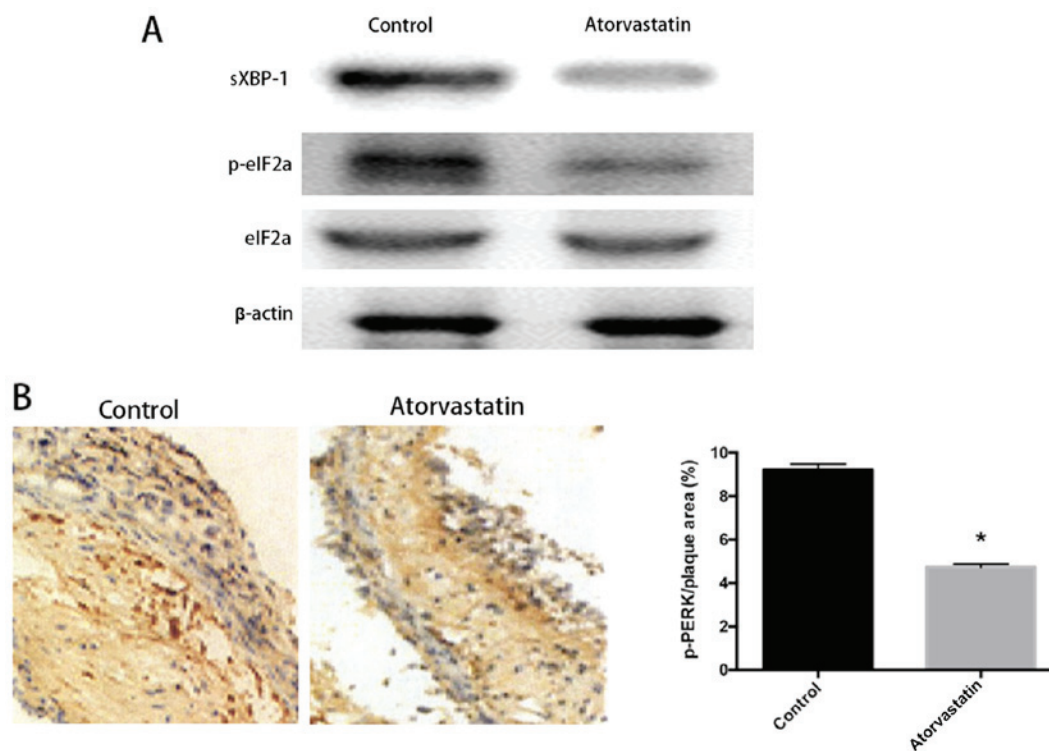 A
Control Atorvastatin
sXBP-1
p-eIF2a
eIF2a
β-actin
B
Control Atorvastatin
p-PERK/plaque area (%)
10
8
6
4
2
0
*
Control
Atorvastatin